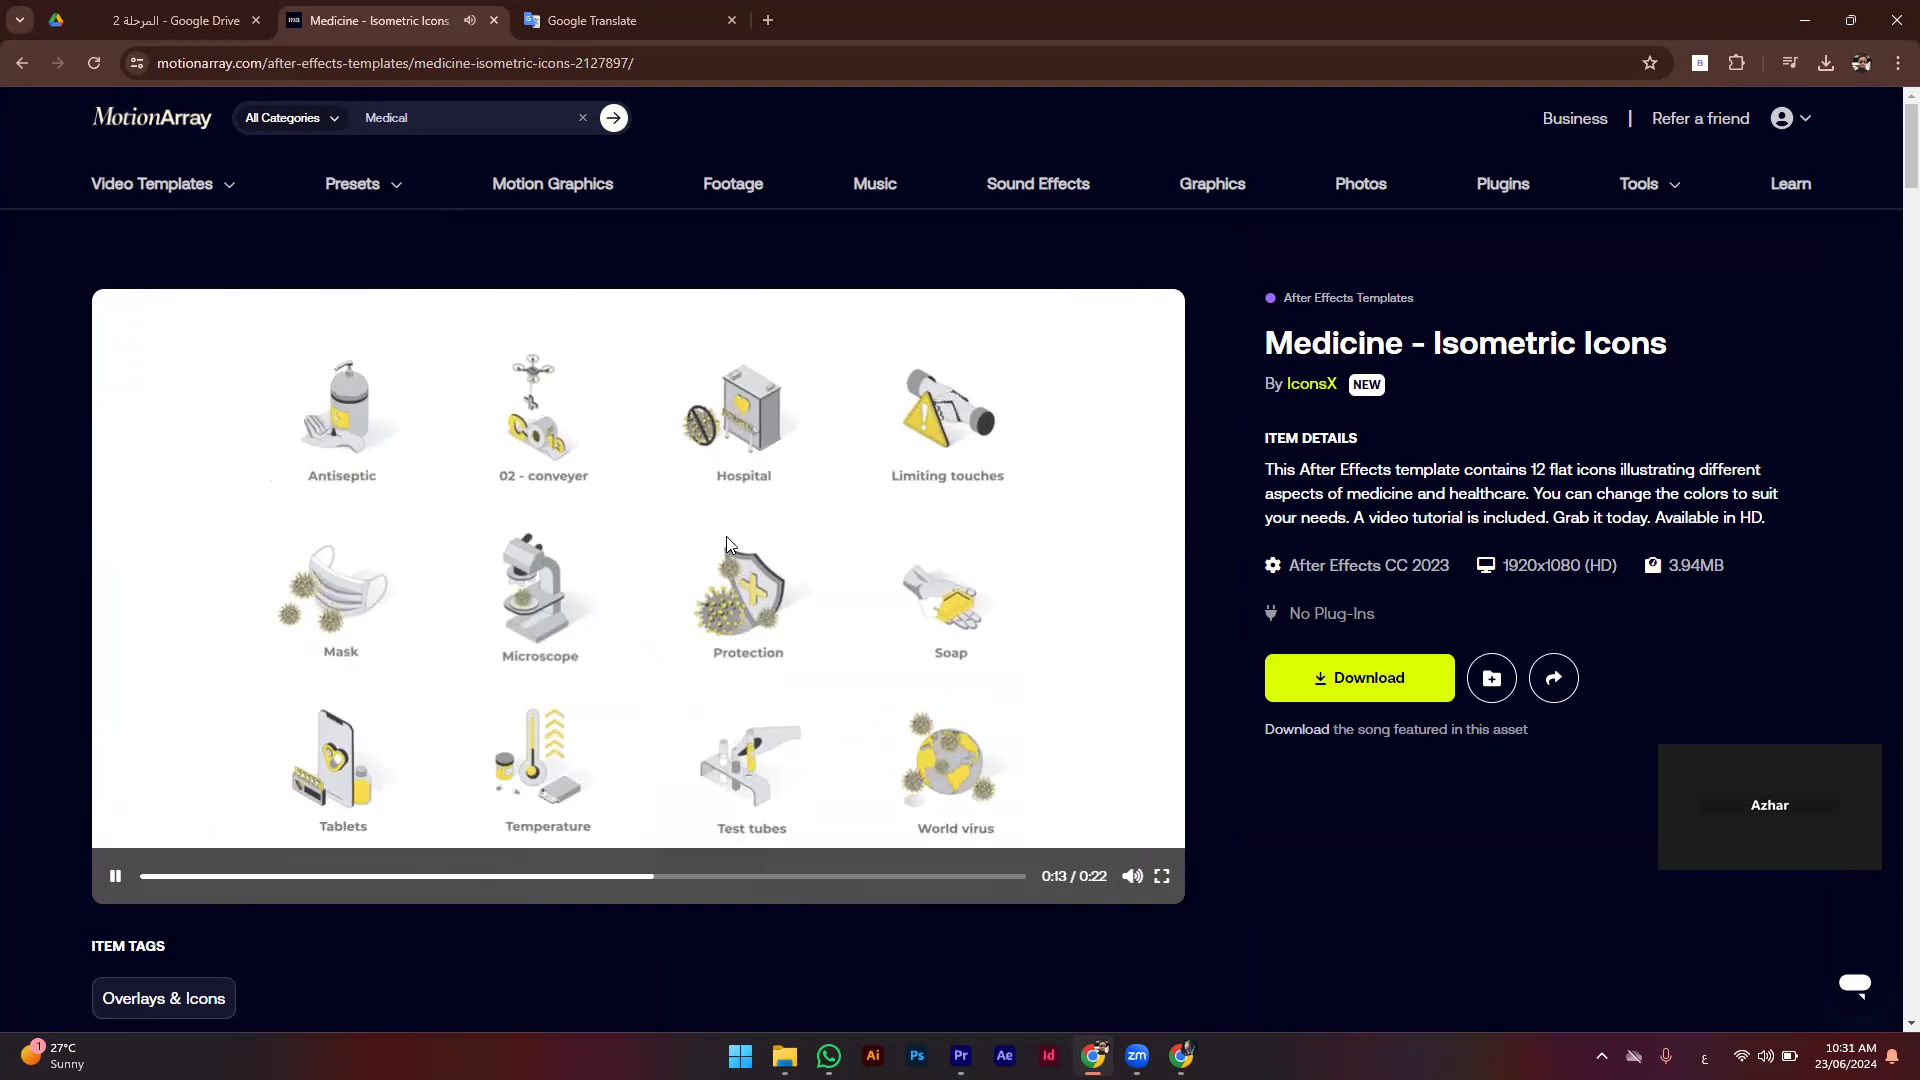 المرحلة 2 - Google Drive
Medicine - Isometric Icons
Google Translate
motionarray.com/after-effects-templates/medicine-isometric-icons-2127897/
MotionArray
All Categories
Medical
Business | Refer a friend
Video Templates
Presets
Motion Graphics
Footage
Music
Sound Effects
Graphics
Photos
Plugins
Tools
Learn
Antiseptic
02 - conveyer
Hospital
Limiting touches
Mask
Microscope
Protection
Soap
Tablets
Temperature
Test tubes
World virus
0:13 / 0:22
After Effects Templates
Medicine - Isometric Icons
By IconsX NEW
ITEM DETAILS
This After Effects template contains 12 flat icons illustrating different
aspects of medicine and healthcare. You can change the colors to suit
your needs. A video tutorial is included. Grab it today. Available in HD.
After Effects CC 2023
1920x1080 (HD)
3.94MB
No Plug-Ins
Download
Download the song featured in this asset
Azhar
ITEM TAGS
Overlays & Icons
1
27°C
Sunny
Ai
Ps
Pr
Ae
Id
zm
ع
10:31 AM
23/06/2024